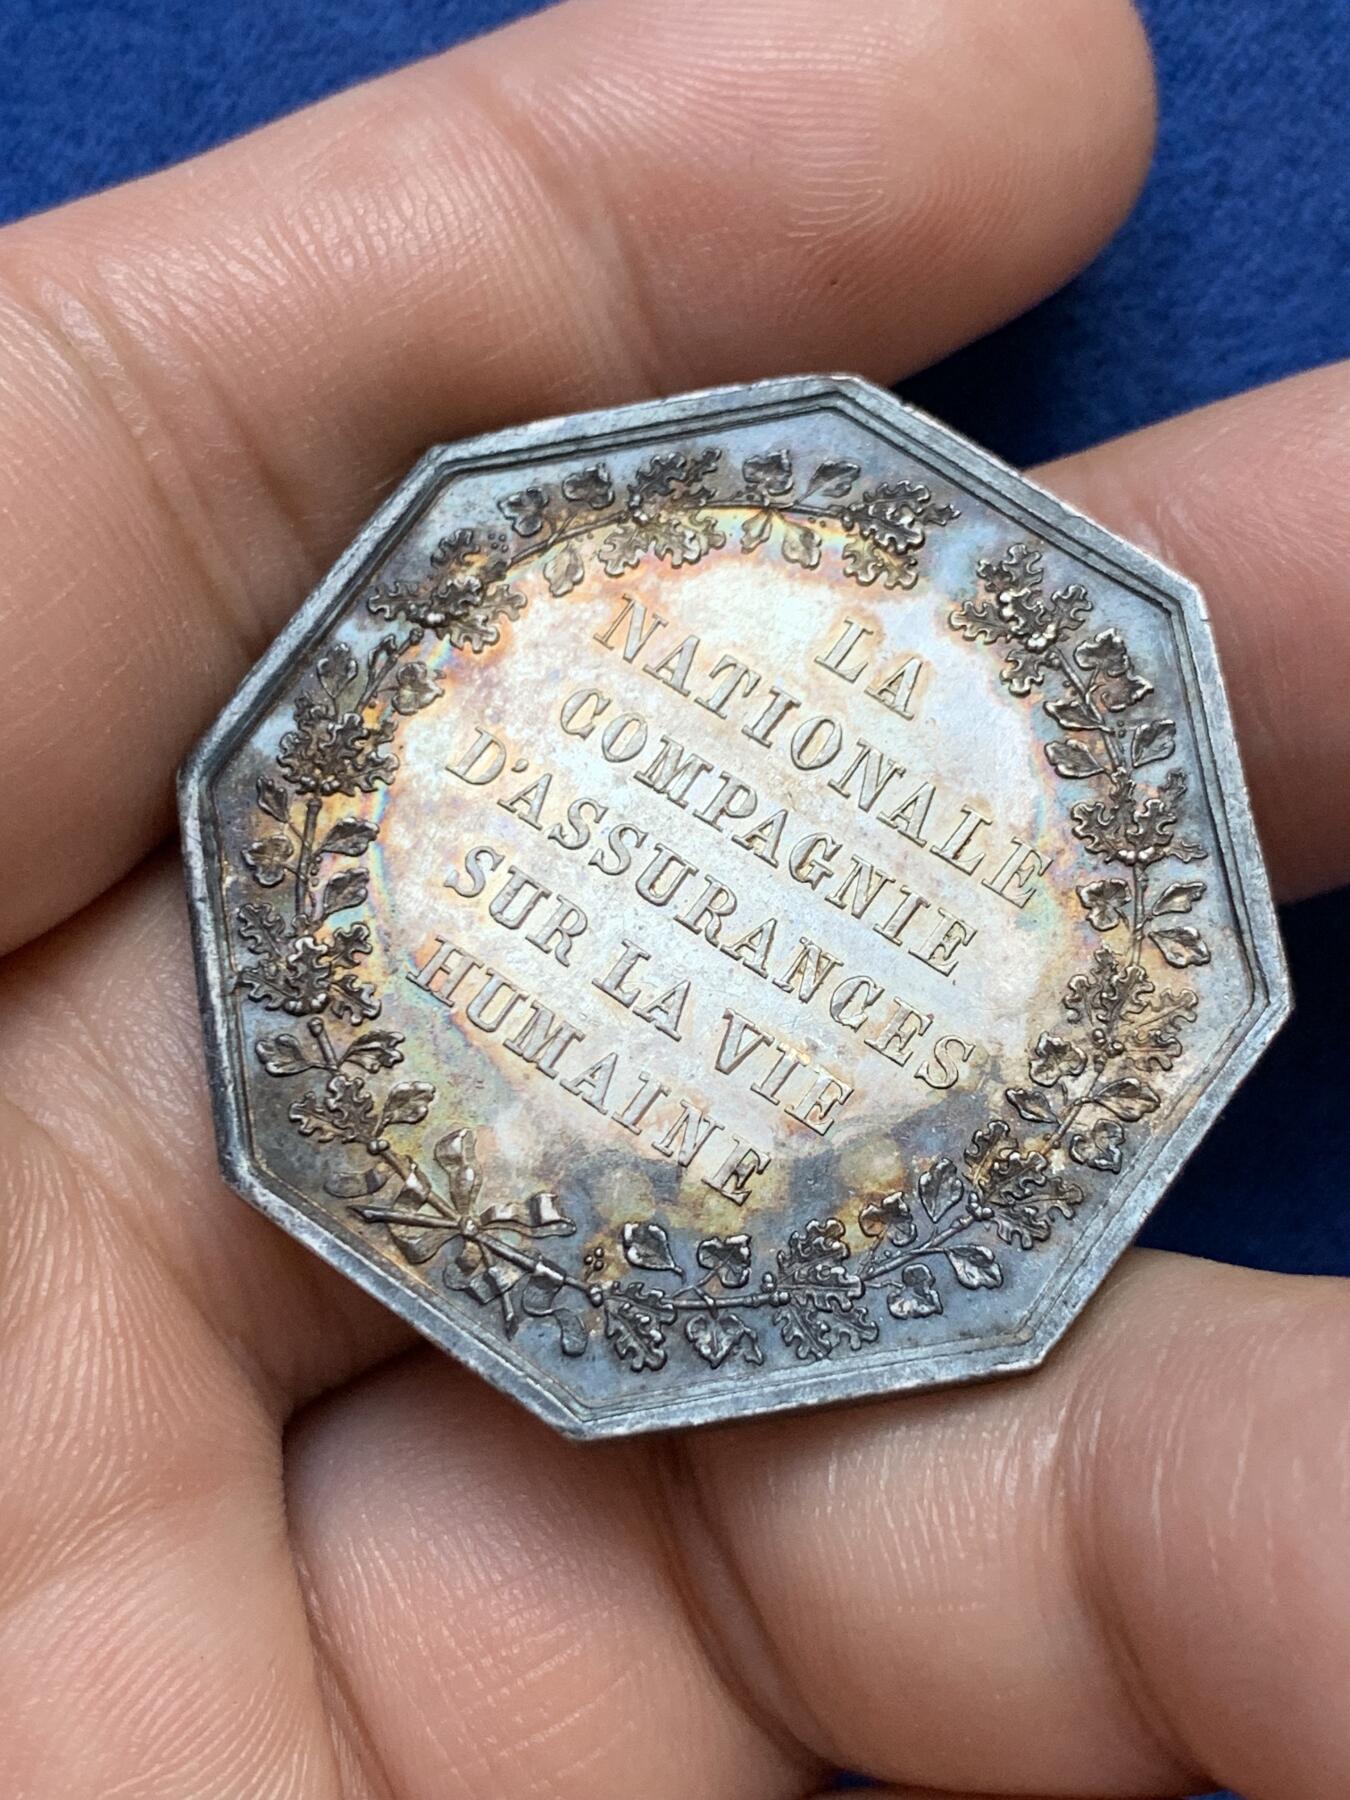 LA
NATIONALE
COMPAGNIE
D'ASSURANCES
SUR LA VIE
HUMAINE